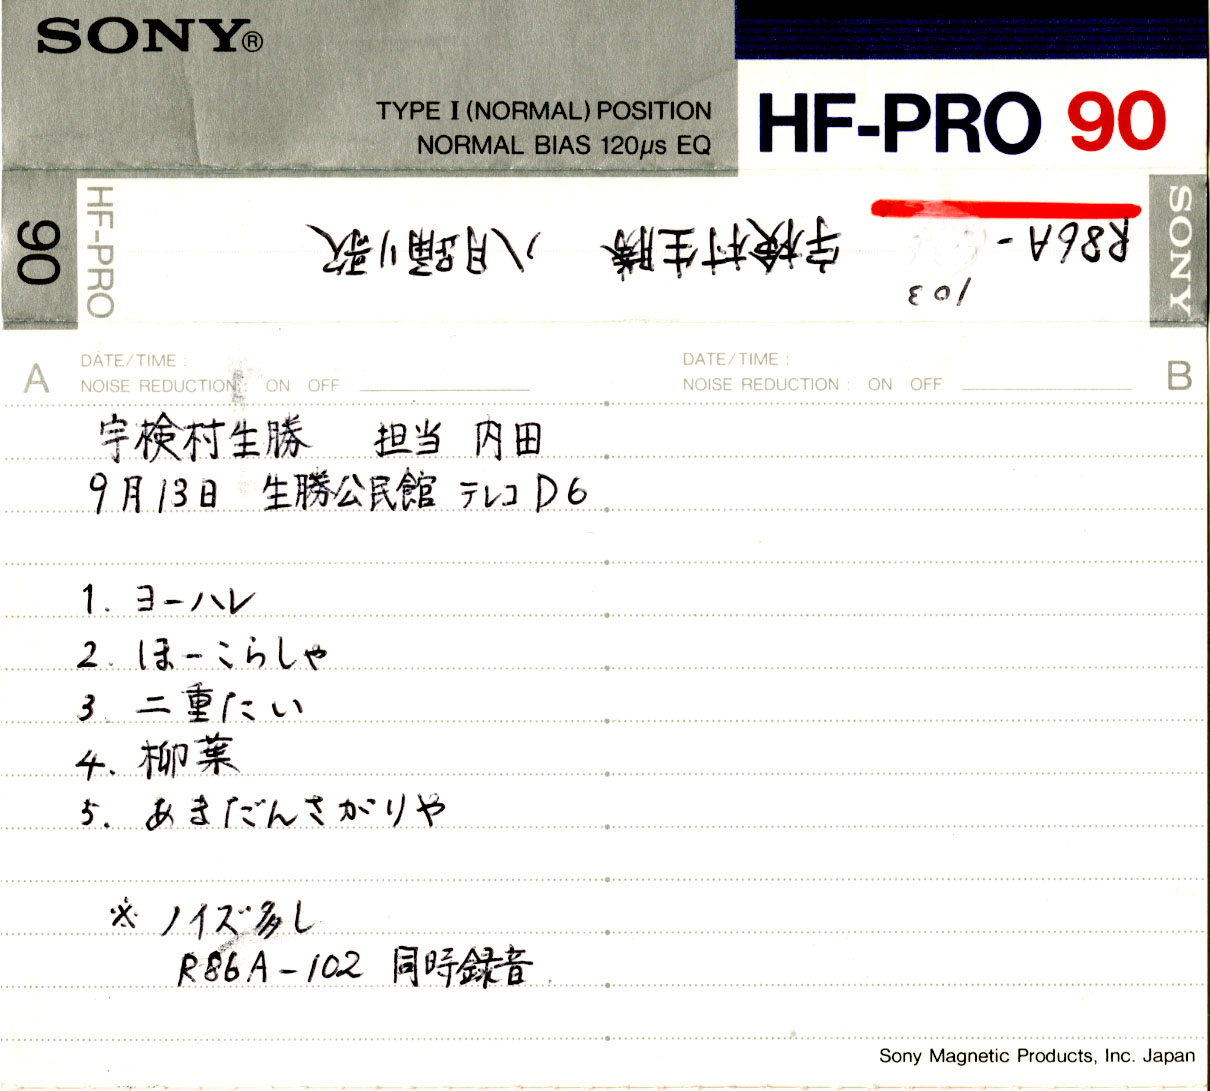 SONY®
TYPE I (NORMAL) POSITION
NORMAL BIAS 120μs EQ
HF-PRO 90
90
HF-PRO
R86A-103 宇検村生勝 八月踊り歌
SONY
A
DATE/TIME :
NOISE REDUCTION : ON OFF
DATE/TIME :
NOISE REDUCTION : ON OFF
B
宇検村生勝 担当 内田
9月13日 生勝公民館 テレコD6
1. ヨーハレ
2. ほーこらしゃ
3. 二重たい
4. 柳葉
5. あまだんさがりや
※ ノイズ多し
R86A-102 同時録音
Sony Magnetic Products, Inc. Japan